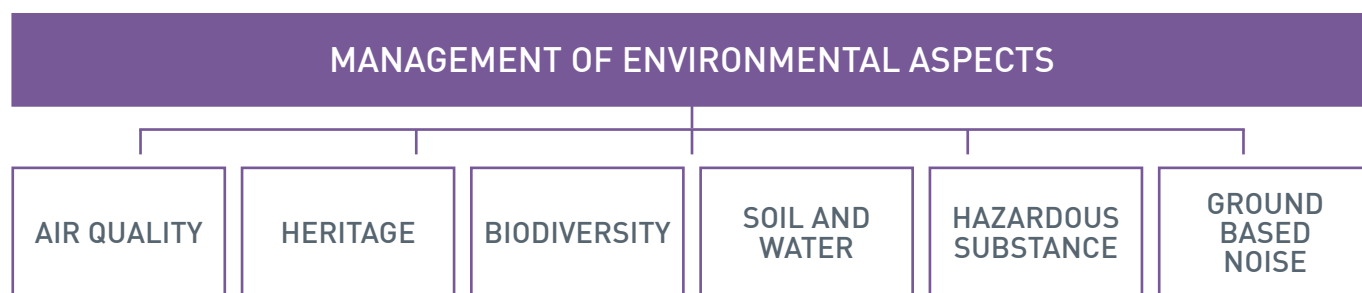 MANAGEMENT OF ENVIRONMENTAL ASPECTS
AIR QUALITY
HERITAGE
BIODIVERSITY
SOIL AND
WATER
HAZARDOUS
SUBSTANCE
GROUND
BASED
NOISE